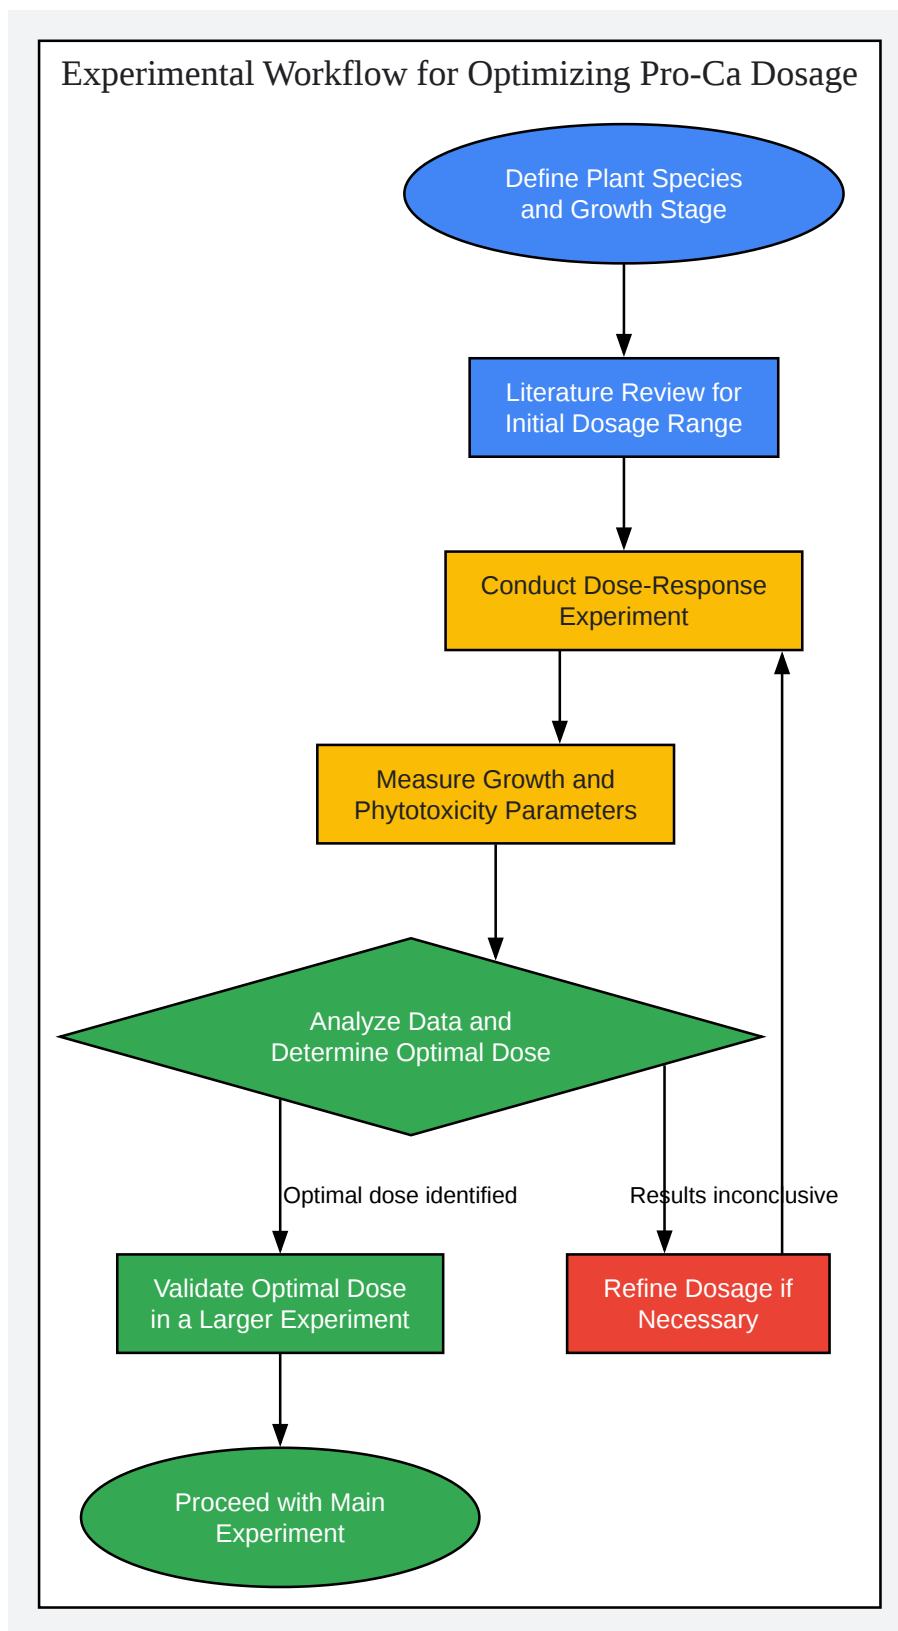 Experimental Workflow for Optimizing Pro-Ca Dosage
Define Plant Species
and Growth Stage
Literature Review for
Initial Dosage Range
Conduct Dose-Response
Experiment
Measure Growth and
Phytotoxicity Parameters
Analyze Data and
Determine Optimal Dose
Optimal dose identified
Results inconclusive
Validate Optimal Dose
in a Larger Experiment
Refine Dosage if
Necessary
Proceed with Main
Experiment